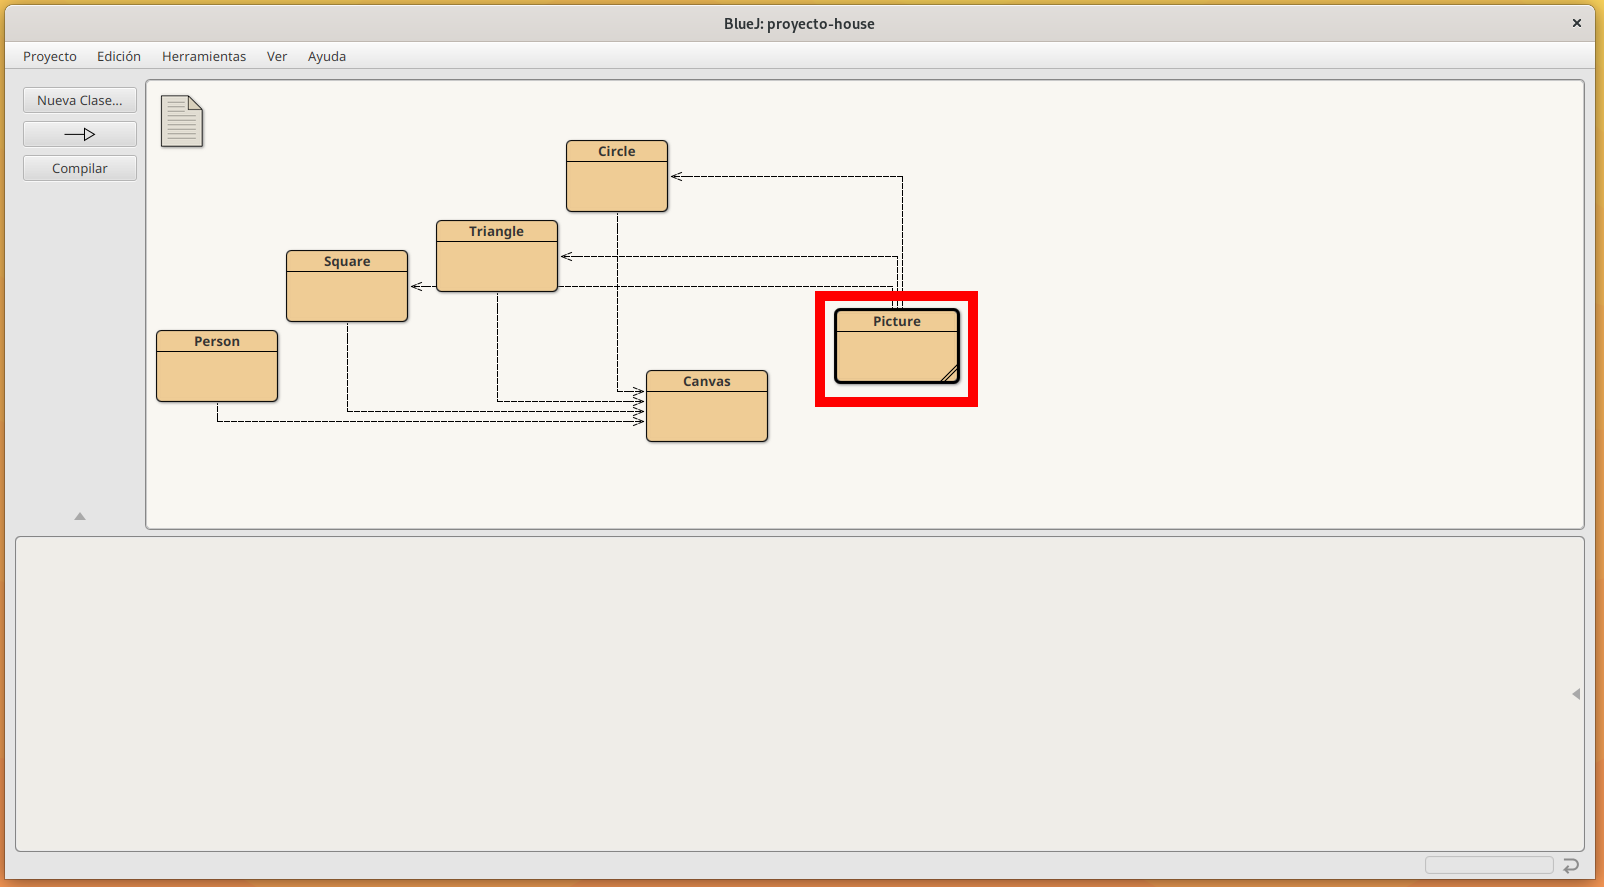 BlueJ: proyecto-house
Proyecto Edición Herramientas Ver Ayuda
Nueva Clase...
Compilar
Circle
Triangle
Square
Picture
Person
Canvas